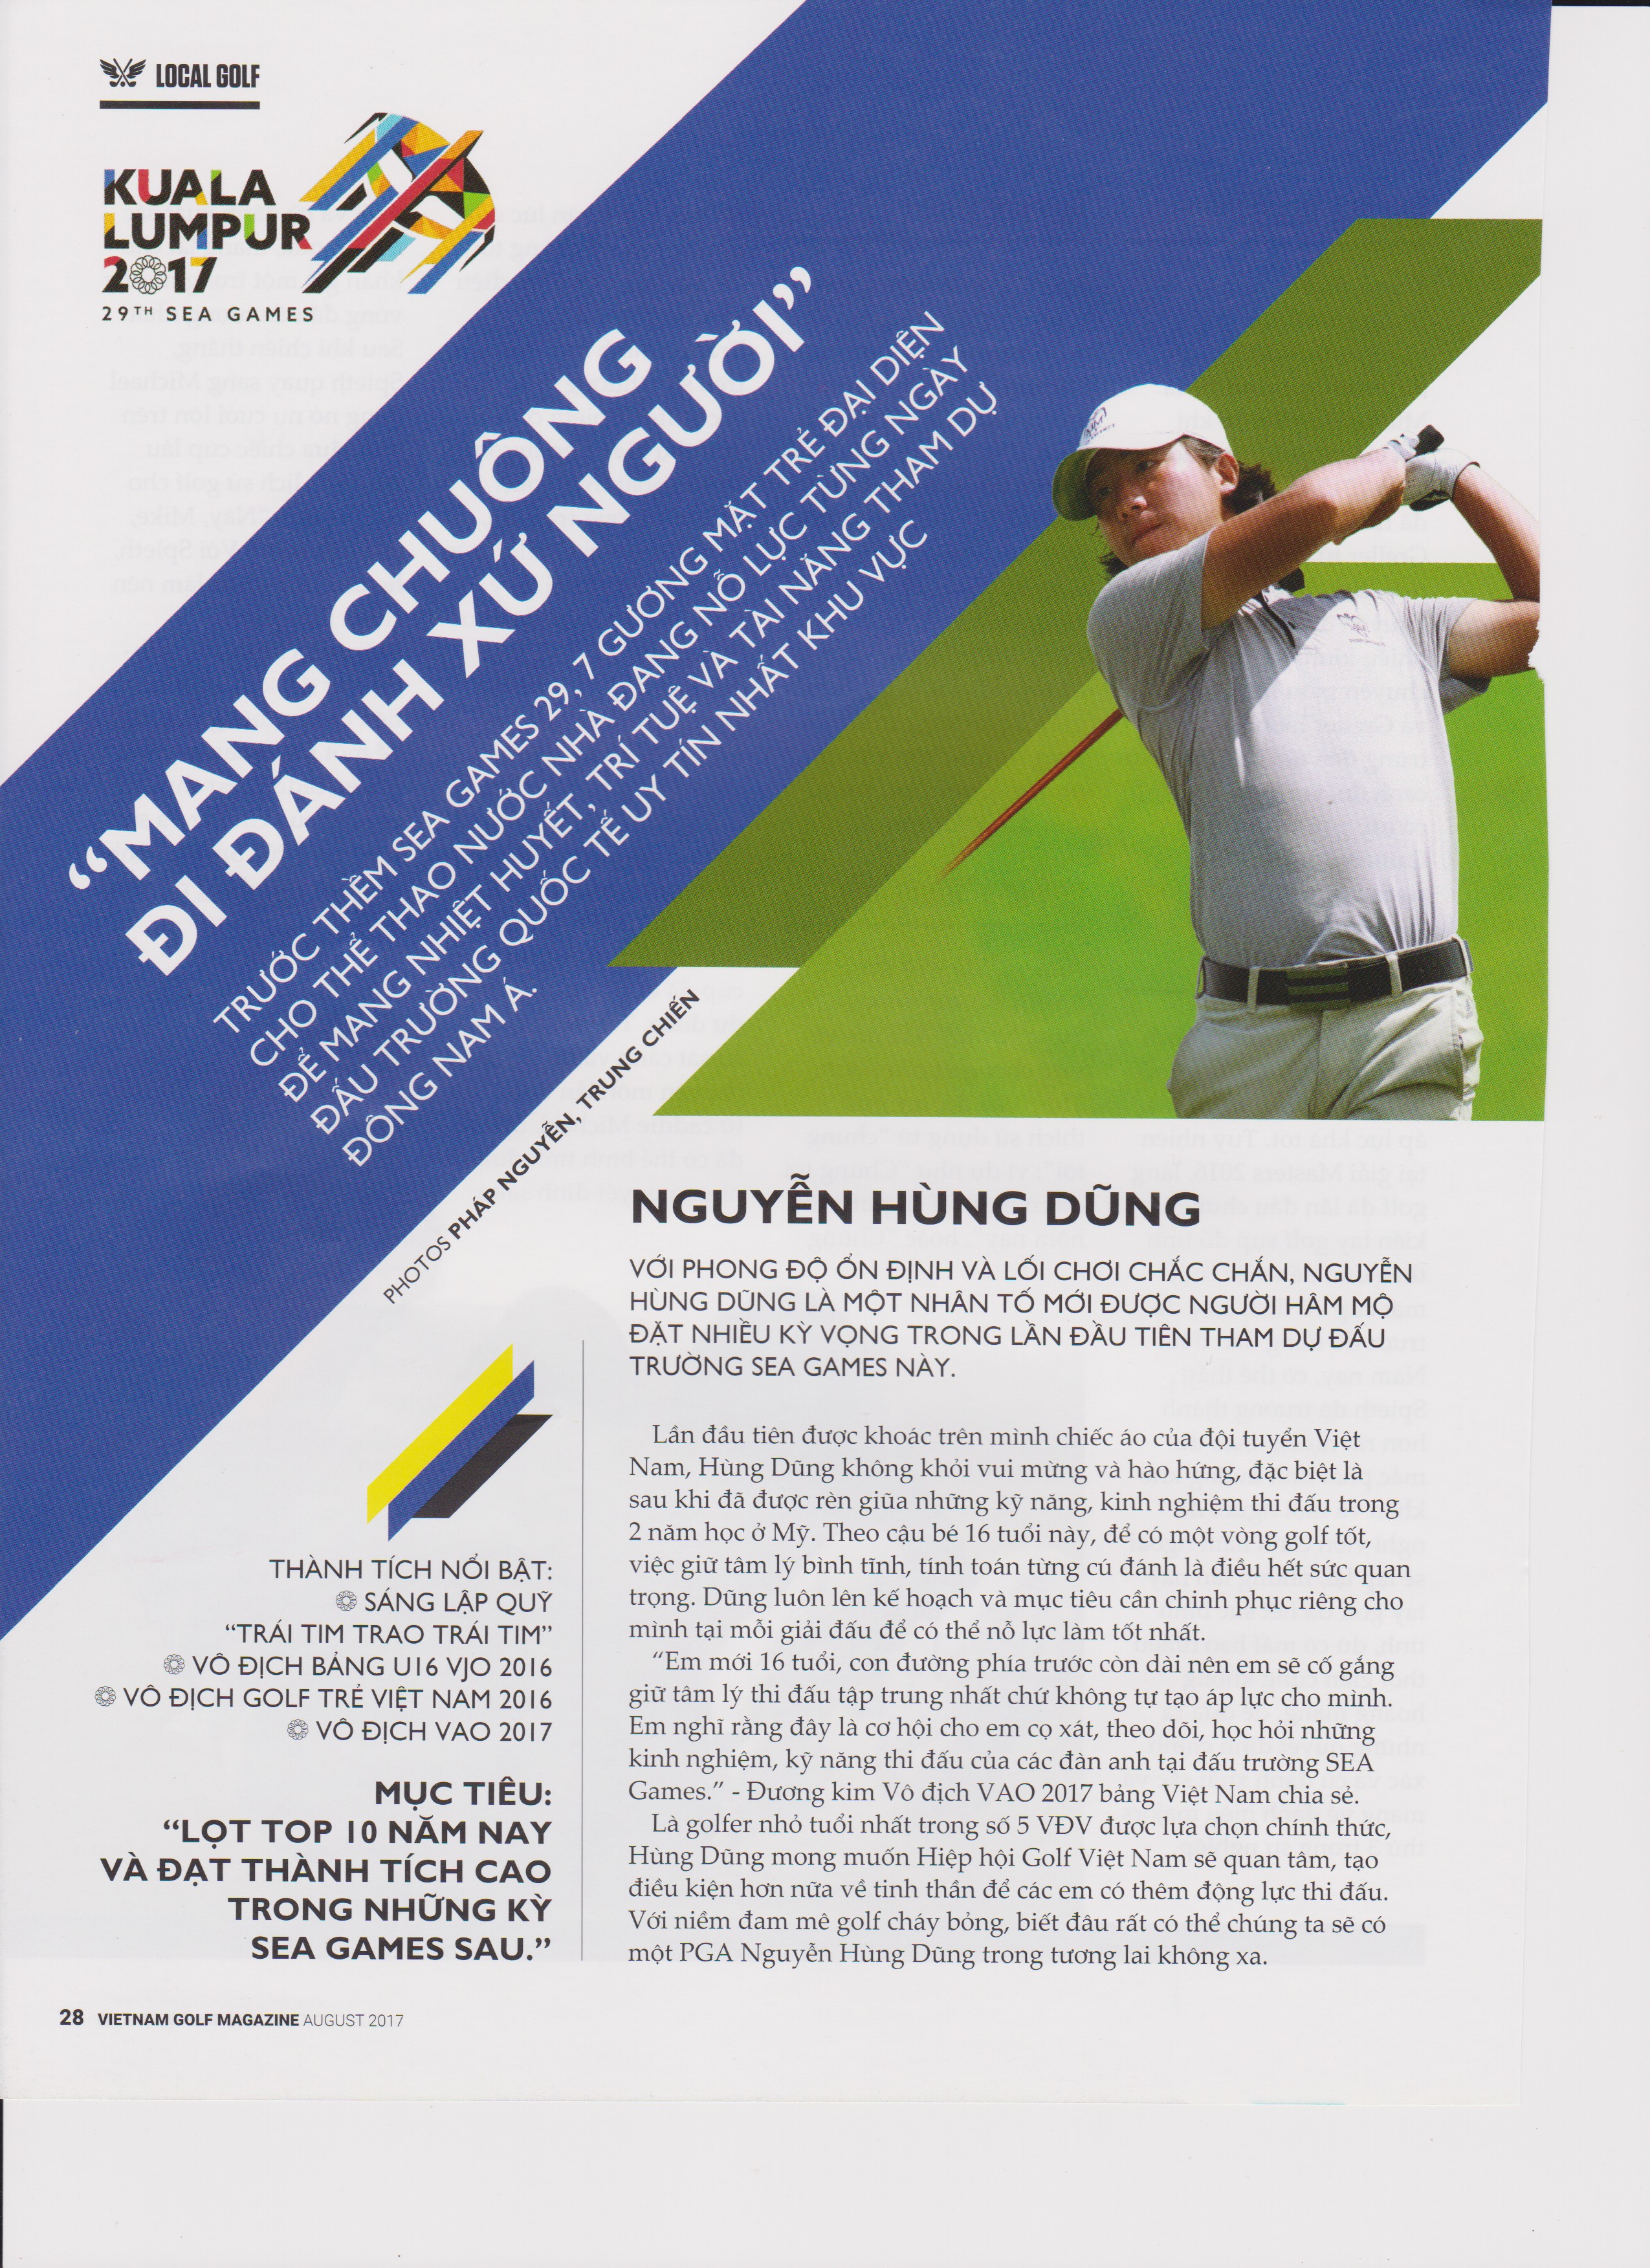 LOCAL GOLF
KUALA
LUMPUR
2017
29TH SEA GAMES
“MANG CHUÔNG
ĐI ĐÁNH XỨ NGƯỜI”
TRƯỚC THỀM SEA GAMES 29, 7 GƯƠNG MẶT TRẺ ĐẠI DIỆN
CHO THỂ THAO NƯỚC NHÀ ĐANG NỖ LỰC TỪNG NGÀY
ĐỂ MANG NHIỆT HUYẾT, TRÍ TUỆ VÀ TÀI NĂNG THAM DỰ
ĐẤU TRƯỜNG QUỐC TẾ UY TÍN NHẤT KHU VỰC
ĐÔNG NAM Á.
PHOTOS PHÁP NGUYỄN, TRUNG CHIẾN
NGUYỄN HÙNG DŨNG
VỚI PHONG ĐỘ ỔN ĐỊNH VÀ LỐI CHƠI CHẮC CHẮN, NGUYỄN
HÙNG DŨNG LÀ MỘT NHÂN TỐ MỚI ĐƯỢC NGƯỜI HÂM MỘ
ĐẶT NHIỀU KỲ VỌNG TRONG LẦN ĐẦU TIÊN THAM DỰ ĐẤU
TRƯỜNG SEA GAMES NÀY.
Lần đầu tiên được khoác trên mình chiếc áo của đội tuyển Việt
Nam, Hùng Dũng không khỏi vui mừng và hào hứng, đặc biệt là
sau khi đã được rèn giũa những kỹ năng, kinh nghiệm thi đấu trong
2 năm học ở Mỹ. Theo cậu bé 16 tuổi này, để có một vòng golf tốt,
việc giữ tâm lý bình tĩnh, tính toán từng cú đánh là điều hết sức quan
trọng. Dũng luôn lên kế hoạch và mục tiêu cần chinh phục riêng cho
mình tại mỗi giải đấu để có thể nỗ lực làm tốt nhất.
“Em mới 16 tuổi, con đường phía trước còn dài nên em sẽ cố gắng
giữ tâm lý thi đấu tập trung nhất chứ không tự tạo áp lực cho mình.
Em nghĩ rằng đây là cơ hội cho em cọ xát, theo dõi, học hỏi những
kinh nghiệm, kỹ năng thi đấu của các đàn anh tại đấu trường SEA
Games.” - Đương kim Vô địch VAO 2017 bảng Việt Nam chia sẻ.
Là golfer nhỏ tuổi nhất trong số 5 VĐV được lựa chọn chính thức,
Hùng Dũng mong muốn Hiệp hội Golf Việt Nam sẽ quan tâm, tạo
điều kiện hơn nữa về tinh thần để các em có thêm động lực thi đấu.
Với niềm đam mê golf cháy bỏng, biết đâu rất có thể chúng ta sẽ có
một PGA Nguyễn Hùng Dũng trong tương lai không xa.
THÀNH TÍCH NỔI BẬT:
SÁNG LẬP QUỸ
“TRÁI TIM TRAO TRÁI TIM”
VÔ ĐỊCH BẢNG U16 VJO 2016
VÔ ĐỊCH GOLF TRẺ VIỆT NAM 2016
VÔ ĐỊCH VAO 2017
MỤC TIÊU:
“LỌT TOP 10 NĂM NAY
VÀ ĐẠT THÀNH TÍCH CAO
TRONG NHỮNG KỲ
SEA GAMES SAU.”
28 VIETNAM GOLF MAGAZINE AUGUST 2017